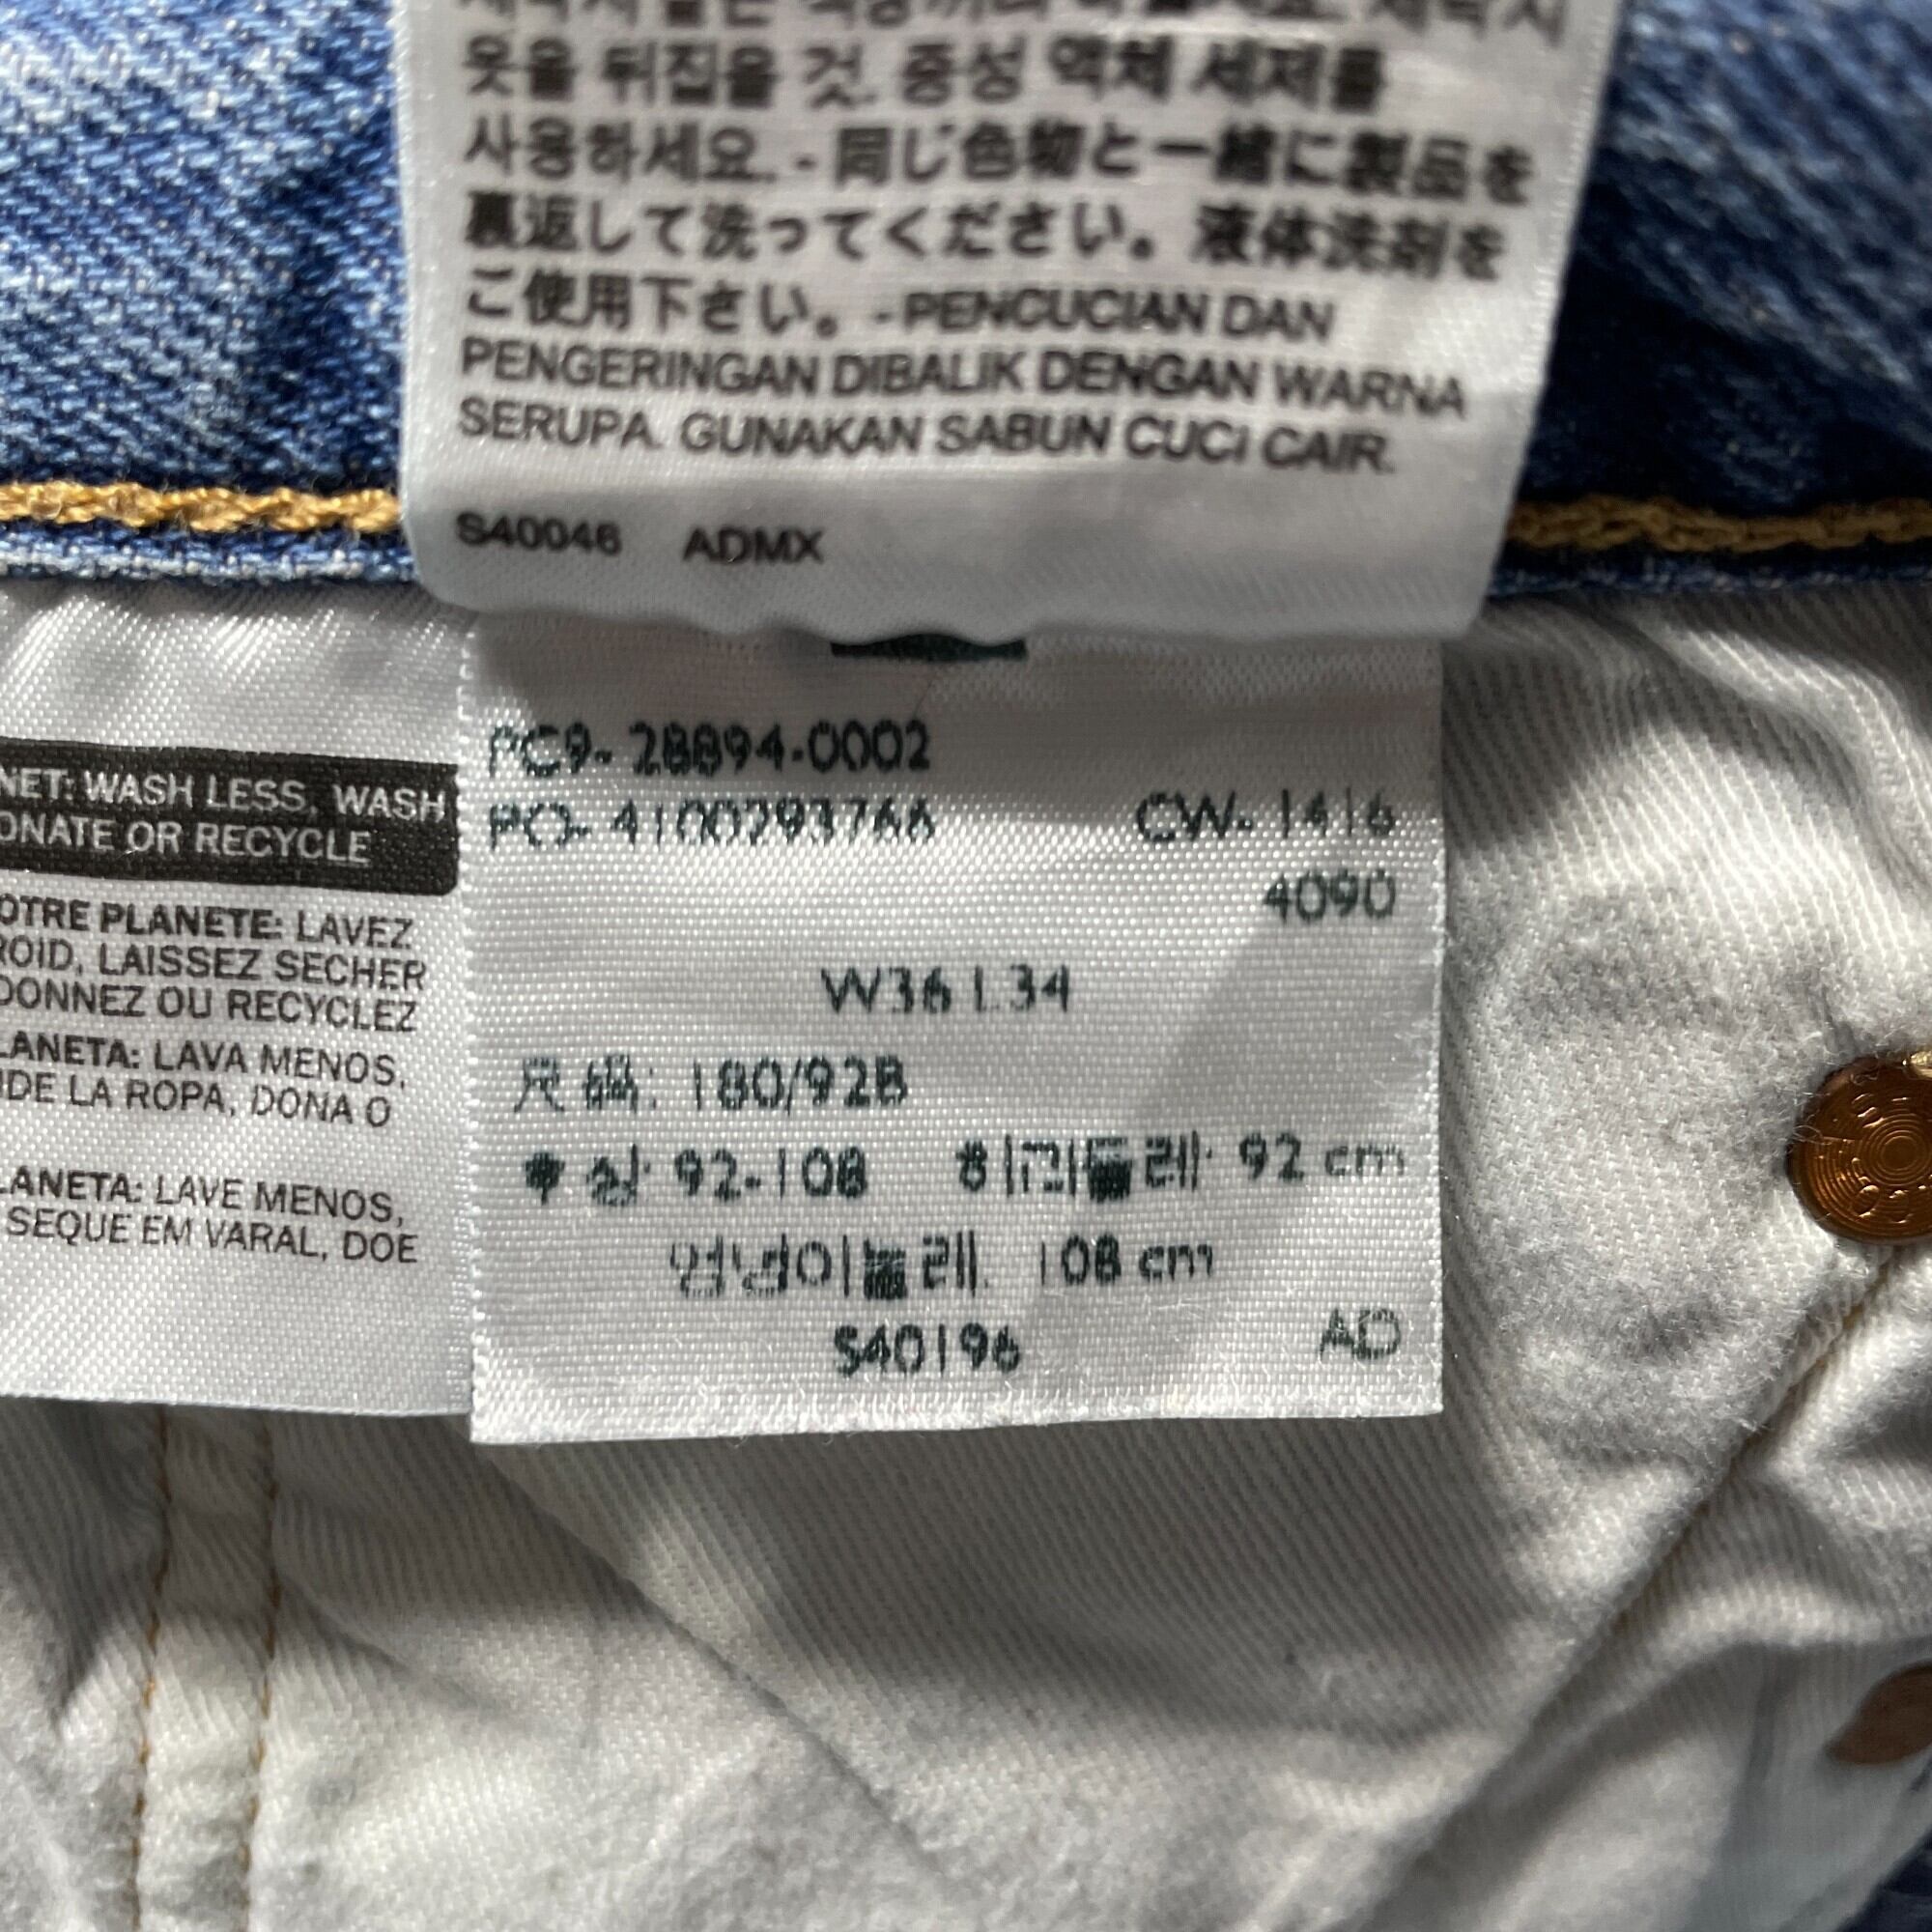 옷을 뒤집을 것. 중성 액체 세제를
사용하세요. - 同じ色物と一緒に製品を
裏返して洗ってください。液体洗剤を
ご使用下さい。-PENCUCIAN DAN
PENGERINGAN DIBALIK DENGAN WARNA
SERUPA. GUNAKAN SABUN CUCI CAIR.
S40046 ADMX
NET: WASH LESS, WASH
ONATE OR RECYCLE
OTRE PLANETE: LAVEZ
ROID, LAISSEZ SECHER
DONNEZ OU RECYCLEZ
LANETA: LAVA MENOS,
IDE LA ROPA, DONA O
LANETA: LAVE MENOS,
SEQUE EM VARAL, DOE
PC9- 28894-0002
PO- 4100793766 CW- 1416
4090
W36 L34
尺碼: 180/92B
92-108 허리둘레: 92 cm
엉덩이둘레: 108 cm
S40196 AD